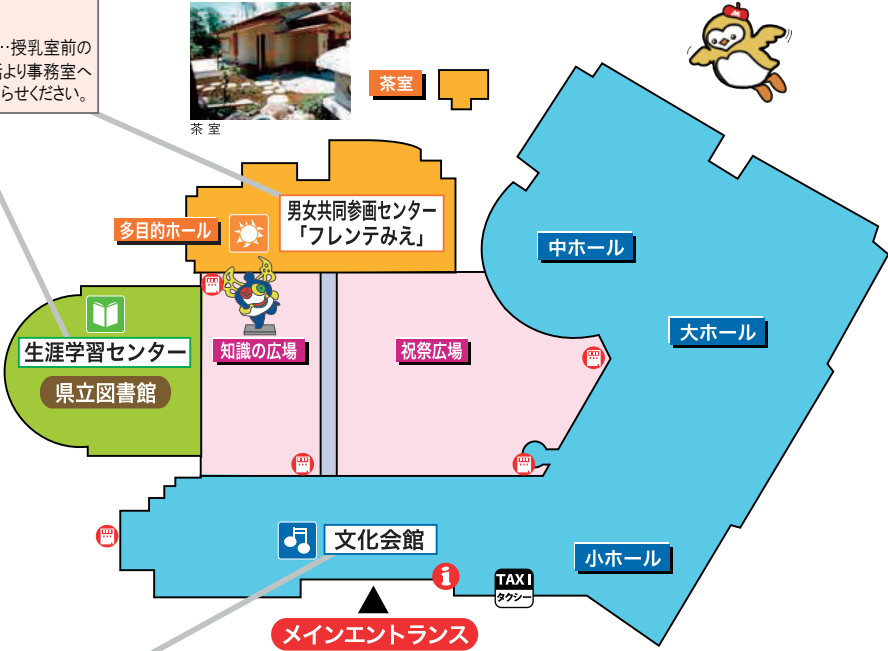 …授乳室前の
話より事務室へ
らせください。
茶 室
茶室
多目的ホール
男女共同参画センター
「フレンテみえ」
中ホール
大ホール
生涯学習センター
県立図書館
知識の広場
祝祭広場
文化会館
小ホール
TAXI
タクシー
メインエントランス
M
i